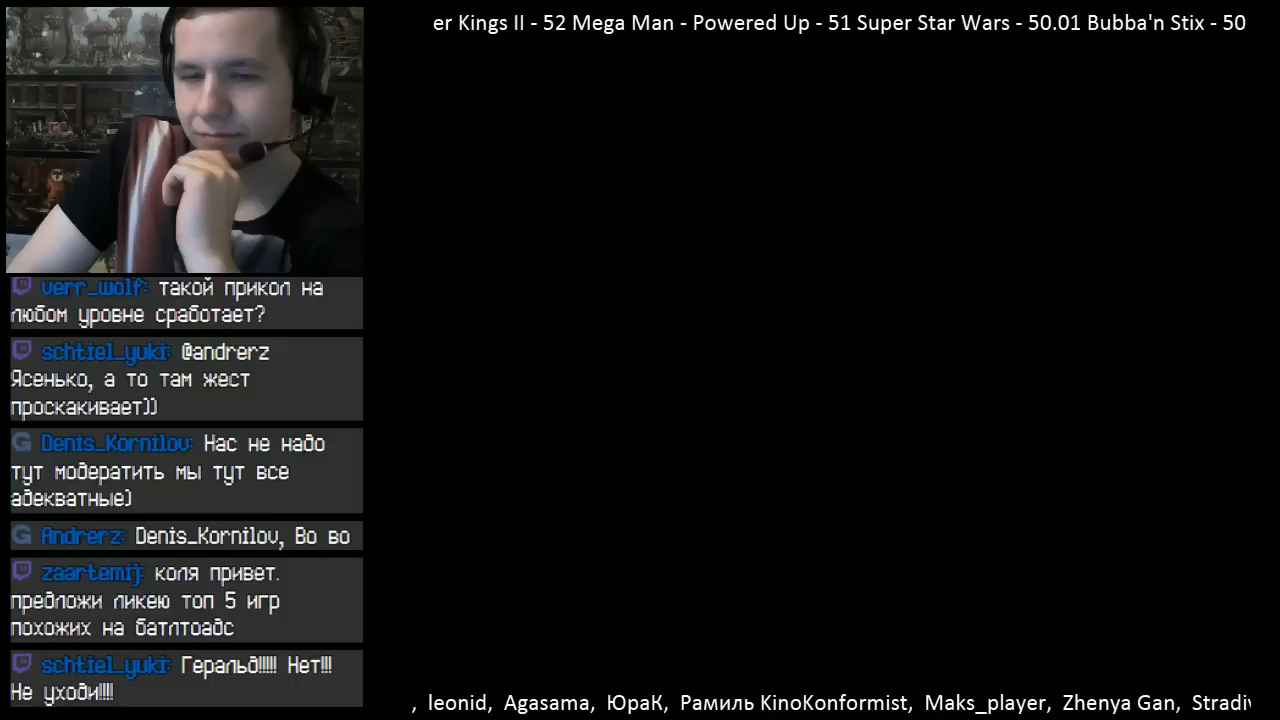 er Kings II - 52 Mega Man - Powered Up - 51 Super Star Wars - 50.01 Bubba'n Stix - 50
verr_wolf: такой прикол на
любом уровне сработает?
schtiel_yuki: @andrerz
Ясенько, а то там жест
проскакивает))
Denis_Kornilov: Нас не надо
тут модератить мы тут все
адекватные)
Andrerz: Denis_Kornilov, Во во
zaartemij: коля привет.
предложи ликею топ 5 игр
похожих на батлтоадс
schtiel_yuki: Геральд!!!!! Нет!!!
Не уходи!!!!
, leonid, Agasama, ЮраК, Рамиль KinoKonformist, Maks_player, Zhenya Gan, Stradiv